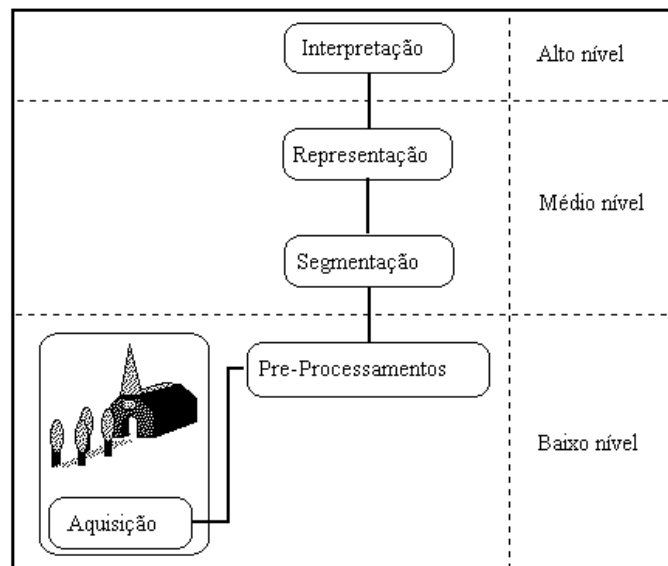 Interpretação
Alto nível
Representação
Médio nível
Segmentação
Pre-Processamentos
Baixo nível
Aquisição